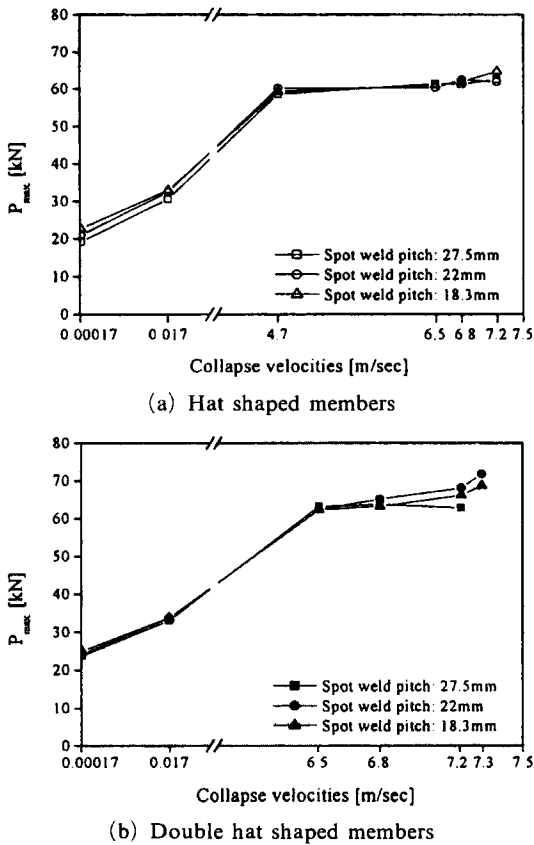 80
70
60
50
40
30
20
10
0
P max [kN]
Spot weld pitch: 27.5mm
Spot weld pitch: 22mm
Spot weld pitch: 18.3mm
0.00017 0.017 4.7 6.5 6 8 7.2 7.5
Collapse velocities [m/sec]
(a) Hat shaped members
80
70
60
50
40
30
20
10
0
P max [kN]
Spot weld pitch: 27.5mm
Spot weld pitch: 22mm
Spot weld pitch: 18.3mm
0.00017 0.017 6 5 6.8 7.2 7.3 7 5
Collapse velocities [m/sec]
(b) Double hat shaped members